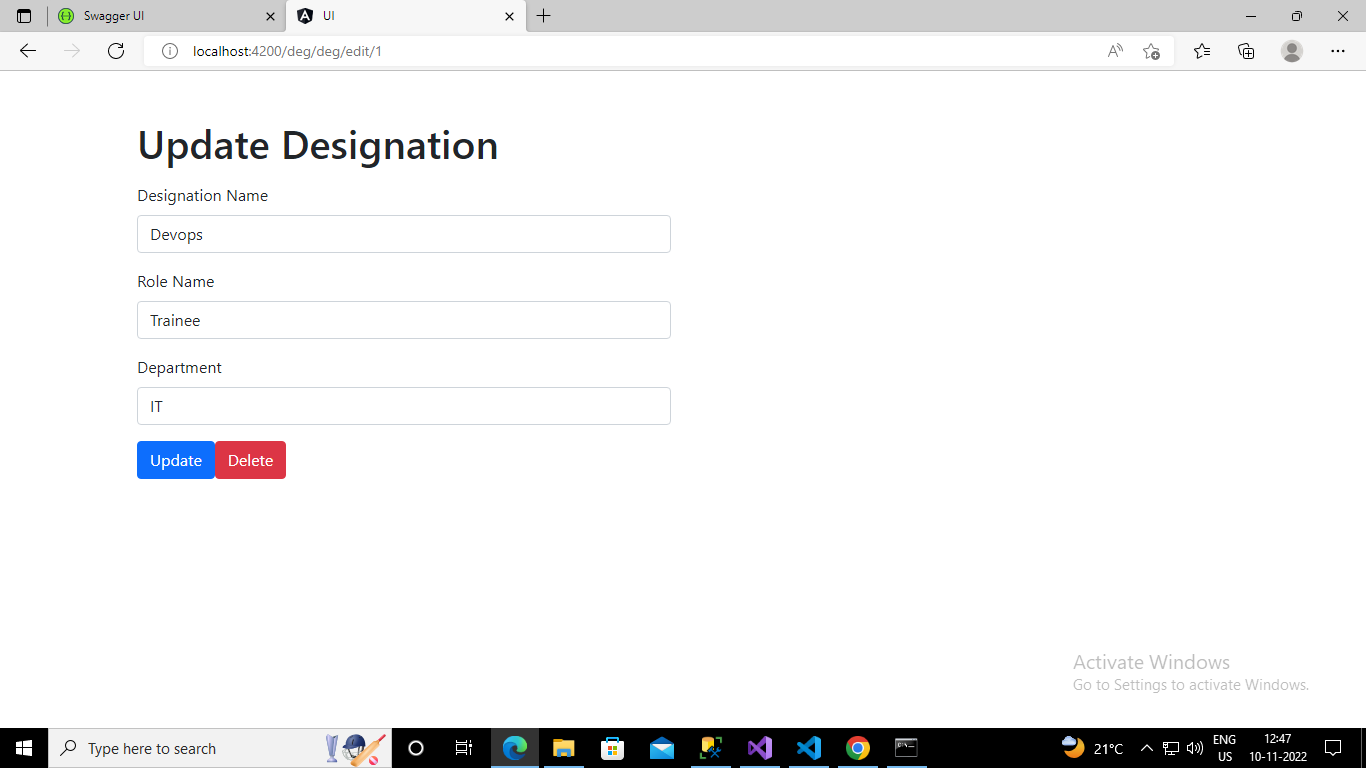 Swagger UI
UI
localhost:4200/deg/deg/edit/1
Update Designation
Designation Name
Devops
Role Name
Trainee
Department
IT
Update Delete
Activate Windows
Go to Settings to activate Windows.
Type here to search
21°C
ENG
US
12:47
10-11-2022